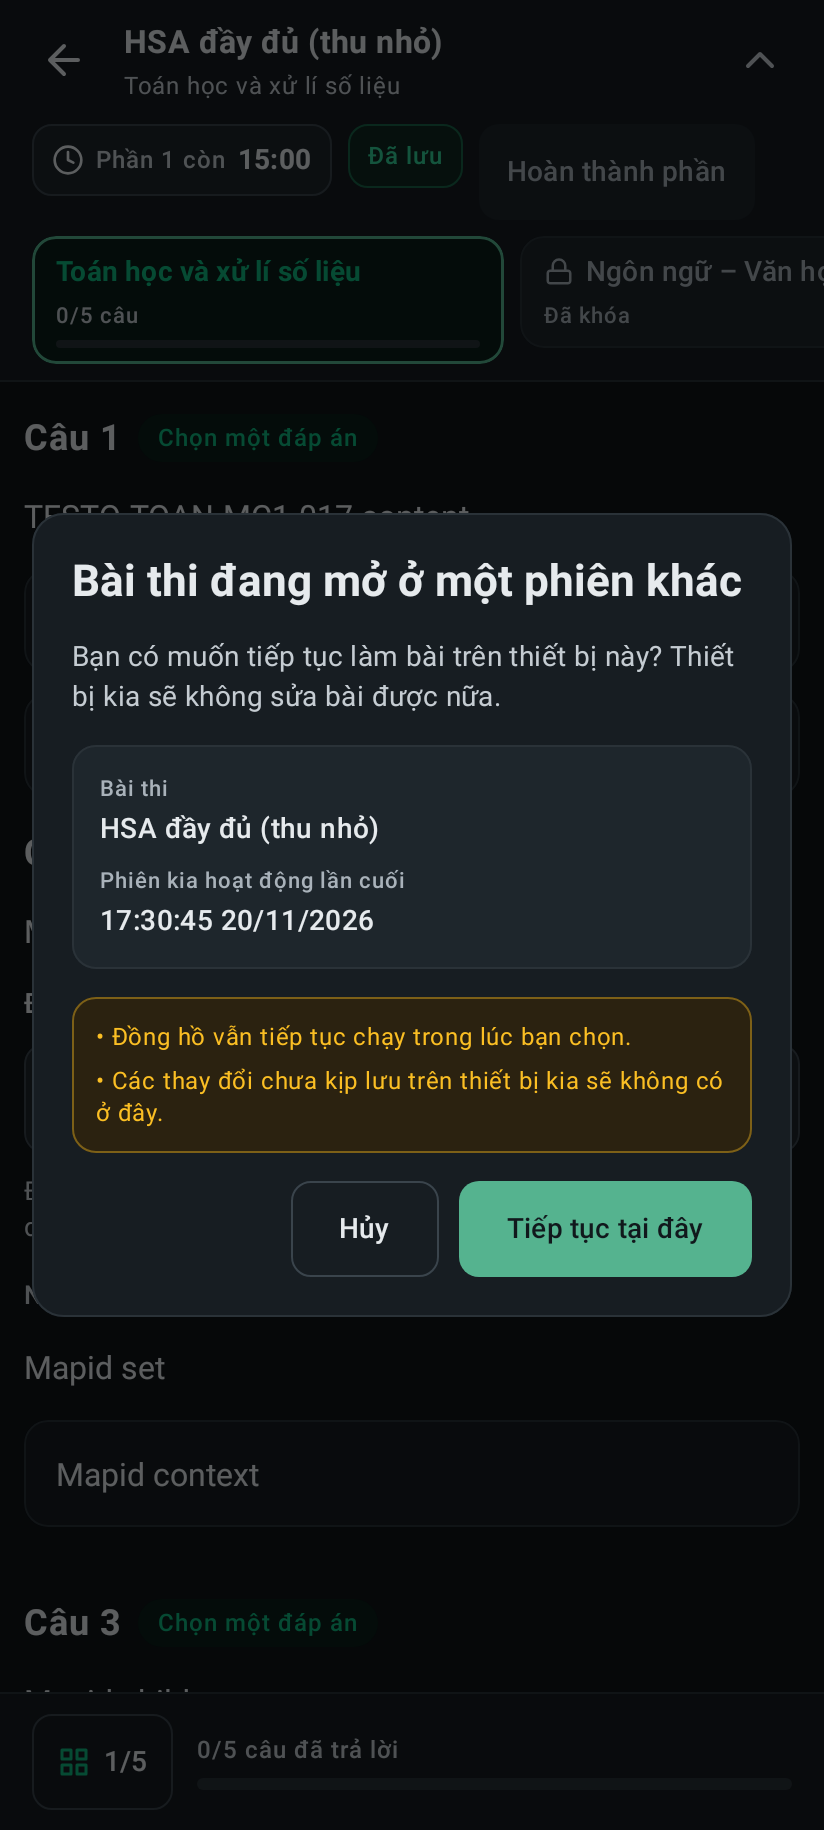 HSA đầy đủ (thu nhỏ)
Toán học và xử lí số liệu
Phần 1 còn 15:00
Đã lưu
Hoàn thành phần
Toán học và xử lí số liệu
0/5 câu
Ngôn ngữ – Văn
Đã khóa
Câu 1
Chọn một đáp án
Bài thi đang mở ở một phiên khác
Bạn có muốn tiếp tục làm bài trên thiết bị này? Thiết
bị kia sẽ không sửa bài được nữa.
Bài thi
HSA đầy đủ (thu nhỏ)
Phiên kia hoạt động lần cuối
17:30:45 20/11/2026
• Đồng hồ vẫn tiếp tục chạy trong lúc bạn chọn.
• Các thay đổi chưa kịp lưu trên thiết bị kia sẽ không có
ở đây.
Hủy
Tiếp tục tại đây
Mapid set
Mapid context
Câu 3
Chọn một đáp án
1/5
0/5 câu đã trả lời